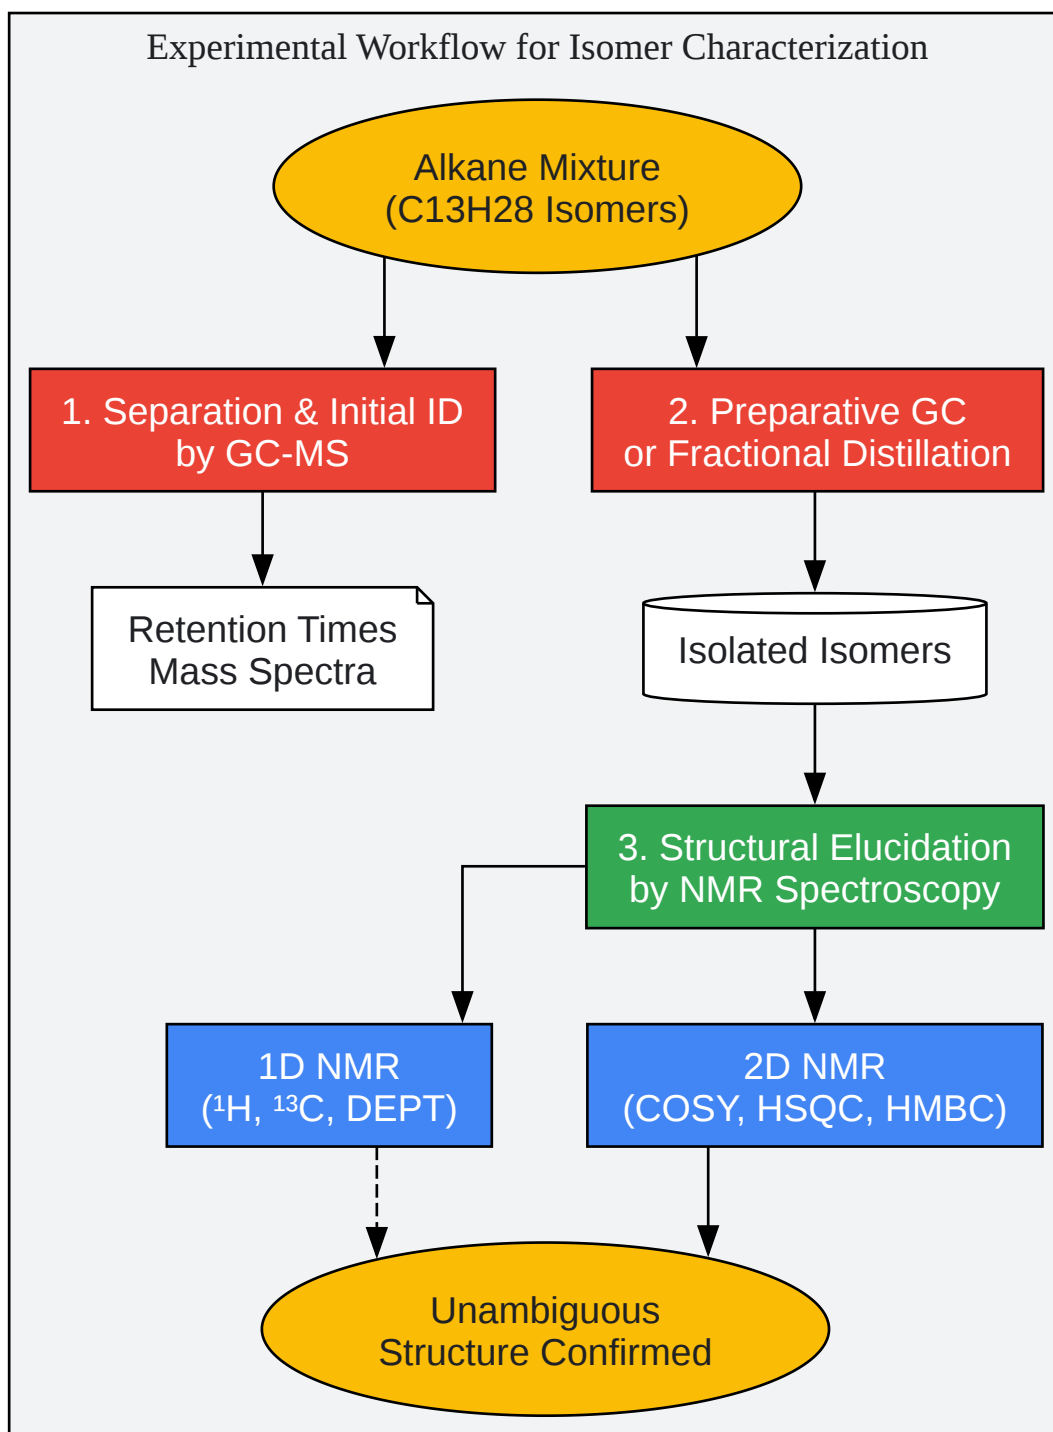 Experimental Workflow for Isomer Characterization
Alkane Mixture
(C13H28 Isomers)
1. Separation & Initial ID
by GC-MS
2. Preparative GC
or Fractional Distillation
Retention Times
Mass Spectra
Isolated Isomers
3. Structural Elucidation
by NMR Spectroscopy
1D NMR
(¹H, ¹³C, DEPT)
2D NMR
(COSY, HSQC, HMBC)
Unambiguous
Structure Confirmed